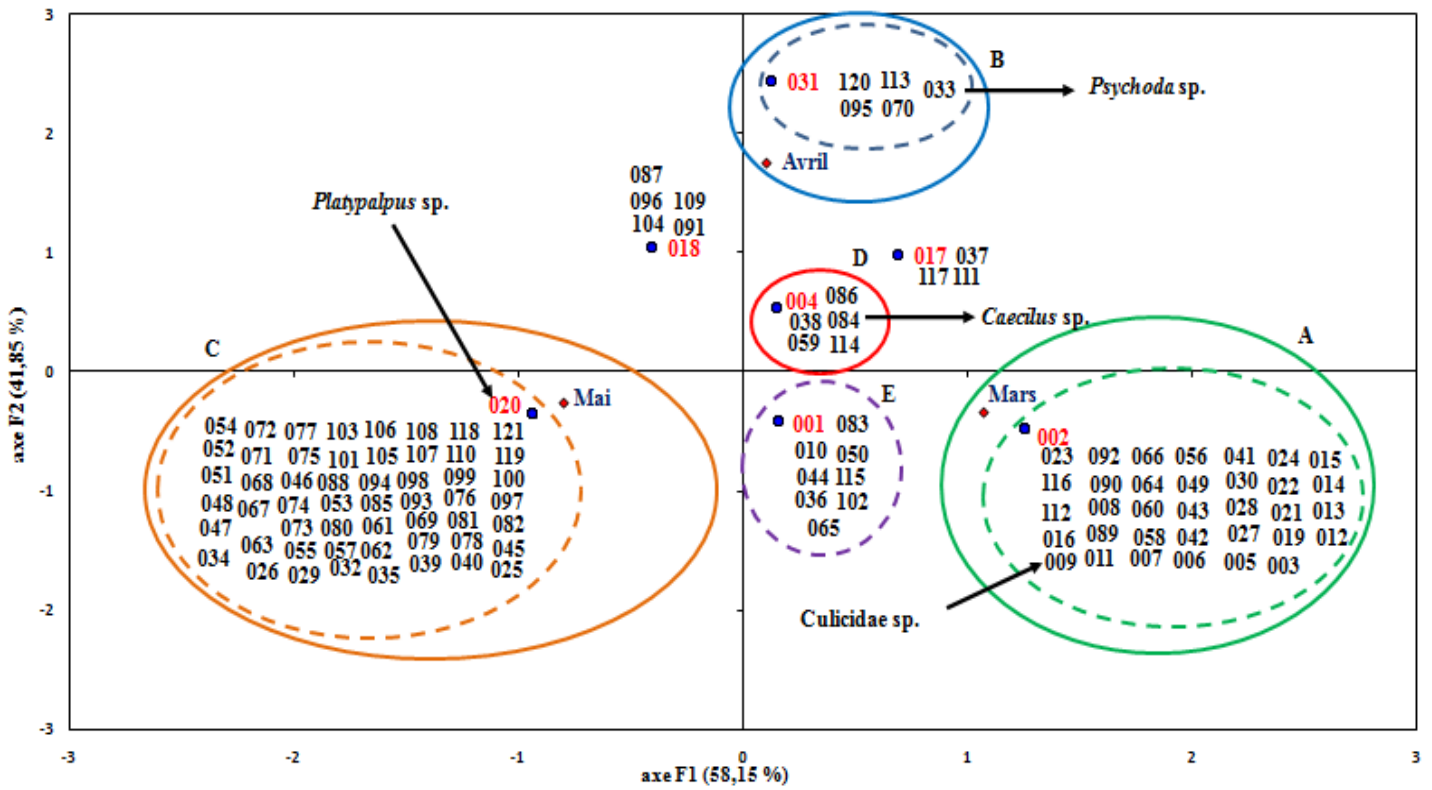 3
B
031 120 113 033
Psychoda sp.
095 070
2
Avril
087
096 109
Platypalpus sp.
104 091
018
1
D
017 037
117 111
004 086
038 084
Caecilus sp.
059 114
axe F2 (41,85 %)
C
A
0
E
Mars
020
Mai
001 083
002
054 072 077 103 106 108 118 121
052 071 075 101 105 107 110 119
051 068 046 088 094 098 099 100
048 067 074 053 085 093 076 097
047 073 080 061 069 081 082
034 063 055 057 062 079 078 045
026 029 032 035 039 040 025
010 050
044 115
036 102
065
023 092 066 056 041 024 015
116 090 064 049 030 022 014
112 008 060 043 028 021 013
016 089 058 042 027 019 012
009 011 007 006 005 003
-1
Culicidae sp.
-2
-3
-3 -2 -1 0 1 2 3
axe F1 (58,15 %)